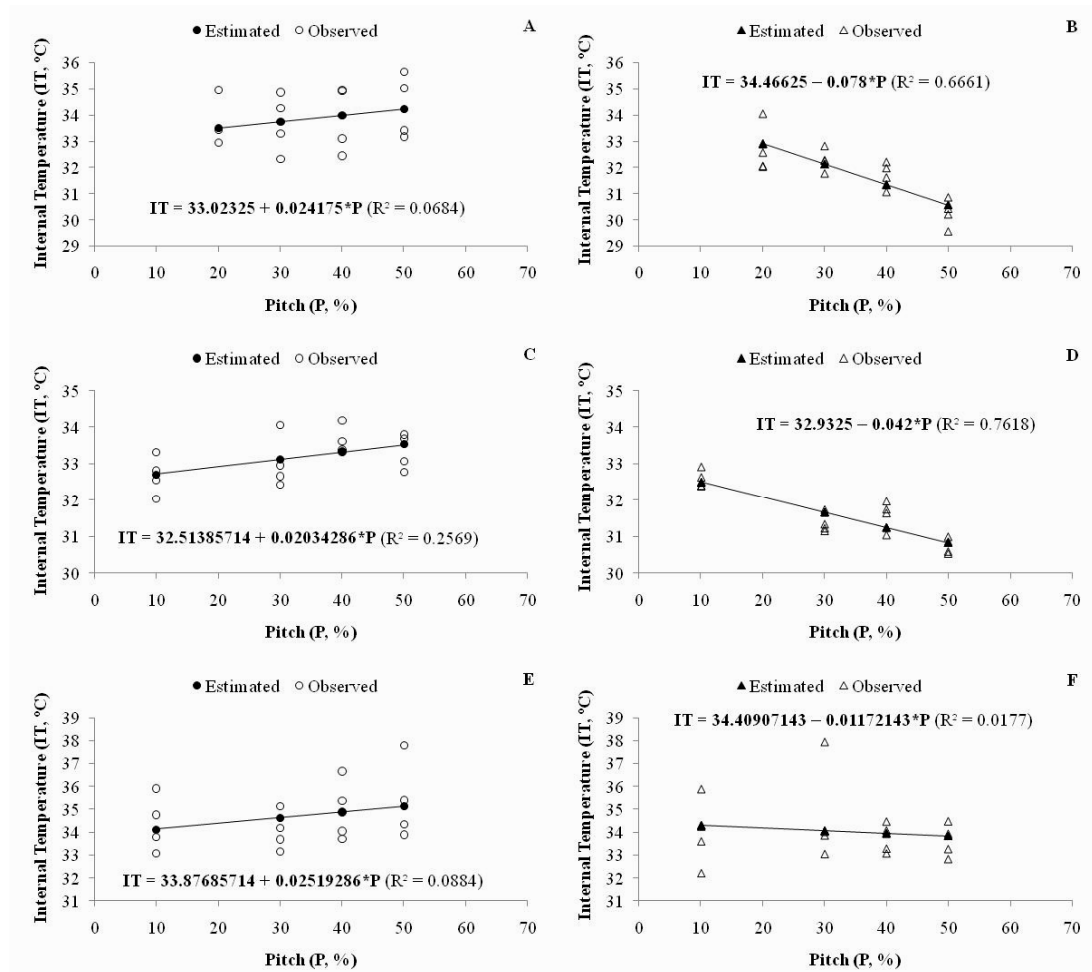 A
● Estimated ○ Observed
Internal Temperature (IT, ºC)
36
35
34
33
32
31
30
29
IT = 33.02325 + 0.024175*P (R² = 0.0684)
0 10 20 30 40 50 60 70
Pitch (P, %)
B
▲ Estimated △ Observed
Internal Temperature (IT, ºC)
36
35
34
33
32
31
30
29
IT = 34.46625 – 0.078*P (R² = 0.6661)
0 10 20 30 40 50 60 70
Pitch (P, %)
C
● Estimated ○ Observed
Internal Temperature (IT, ºC)
35
34
33
32
31
30
IT = 32.51385714 + 0.02034286*P (R² = 0.2569)
0 10 20 30 40 50 60 70
Pitch (P, %)
D
▲ Estimated △ Observed
Internal Temperature (IT, ºC)
35
34
33
32
31
30
IT = 32.9325 – 0.042*P (R² = 0.7618)
0 10 20 30 40 50 60 70
Pitch (P, %)
E
● Estimated ○ Observed
Internal Temperature (IT, ºC)
39
38
37
36
35
34
33
32
31
IT = 33.87685714 + 0.02519286*P (R² = 0.0884)
0 10 20 30 40 50 60 70
Pitch (P, %)
F
▲ Estimated △ Observed
Internal Temperature (IT, ºC)
39
38
37
36
35
34
33
32
31
IT = 34.40907143 – 0.01172143*P (R² = 0.0177)
0 10 20 30 40 50 60 70
Pitch (P, %)